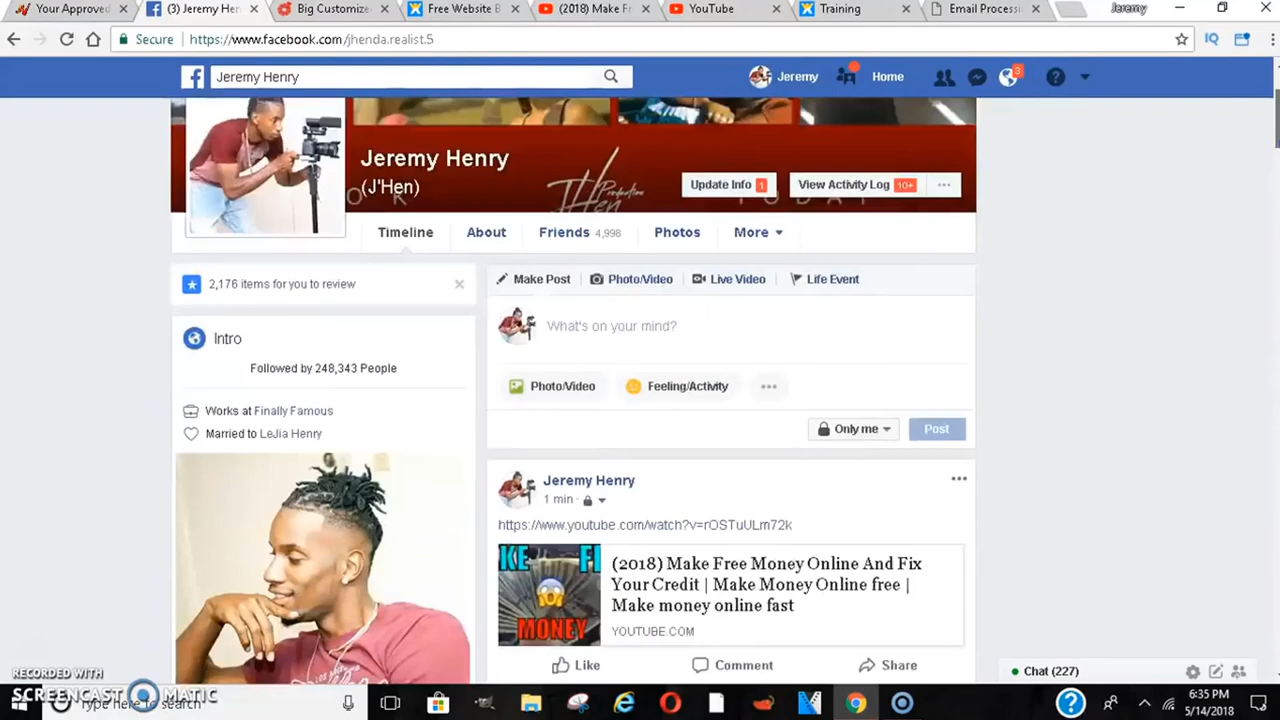 Your Approved
(3) Jeremy Hen
Big Customize
Free Website B
(2018) Make Fr
YouTube
Training
Email Processi
Jeremy
Secure
https://www.facebook.com/jhenda.realist.5
IQ
Jeremy Henry
Jeremy
Home
3
Jeremy Henry
(J'Hen)
JHen
Production
O K
T O D A Y
Update Info 1
View Activity Log 10+
Timeline
About
Friends 4,998
Photos
More
2,176 items for you to review
Make Post
Photo/Video
Live Video
Life Event
Intro
What's on your mind?
Followed by 248,343 People
Photo/Video
Feeling/Activity
Works at Finally Famous
Married to LeJia Henry
Only me
Post
Jeremy Henry
1 min
https://www.youtube.com/watch?v=rOSTuULm72k
KE FI
MONEY
(2018) Make Free Money Online And Fix
Your Credit | Make Money Online free |
Make money online fast
YOUTUBE.COM
Like
Comment
Share
Chat (227)
RECORDED WITH
SCREENCAST MATIC
Type here to search
6:35 PM
5/14/2018